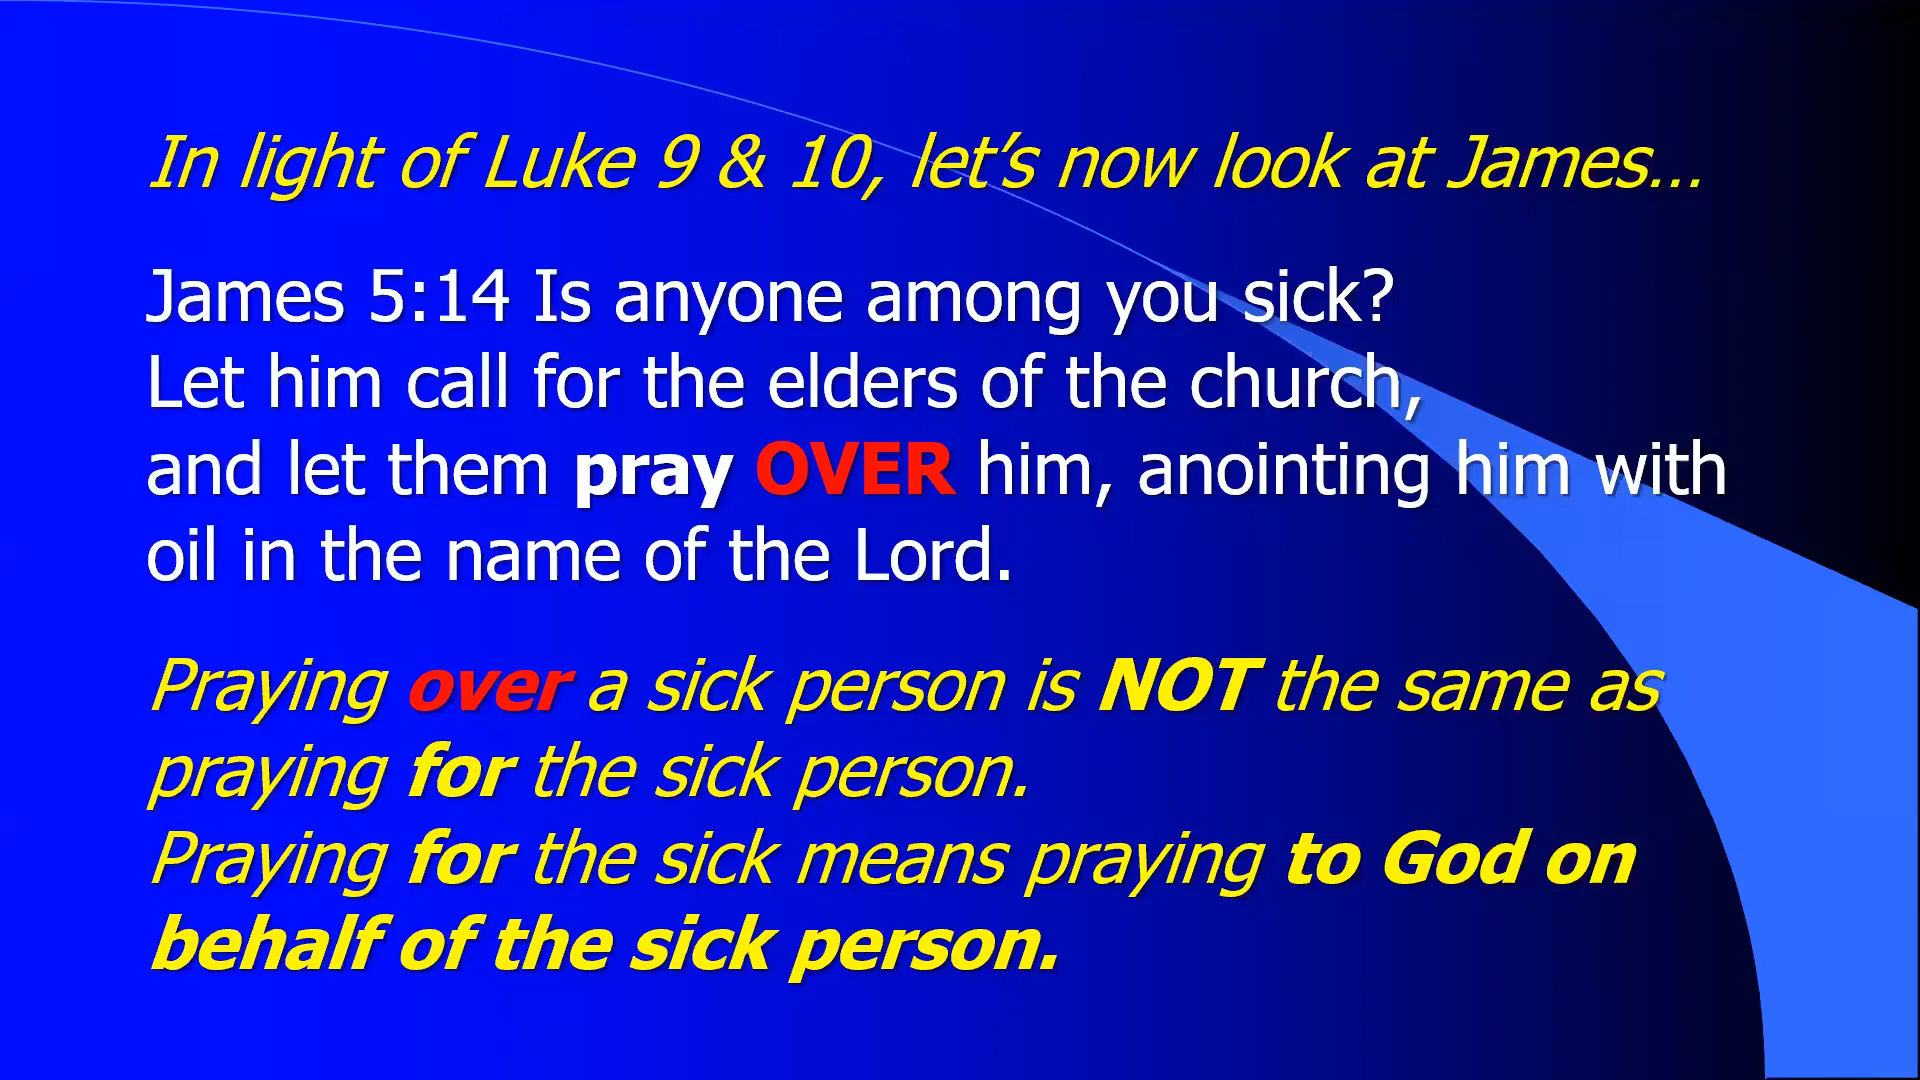 In light of Luke 9 & 10, let’s now look at James…
James 5:14 Is anyone among you sick?
Let him call for the elders of the church,
and let them pray OVER him, anointing him with
oil in the name of the Lord.
Praying over a sick person is NOT the same as
praying for the sick person.
Praying for the sick means praying to God on
behalf of the sick person.